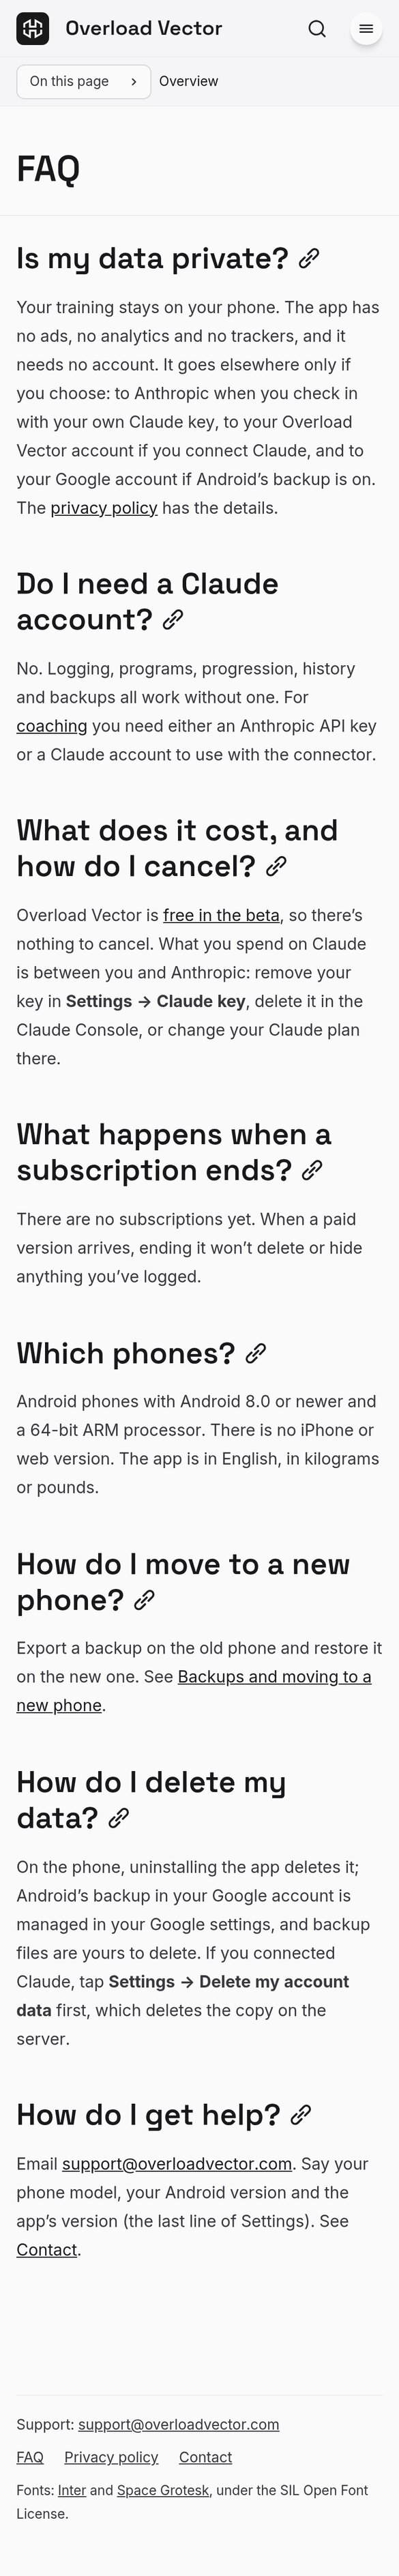 Overload Vector
On this page
Overview
FAQ
Is my data private?
Your training stays on your phone. The app has
no ads, no analytics and no trackers, and it
needs no account. It goes elsewhere only if
you choose: to Anthropic when you check in
with your own Claude key, to your Overload
Vector account if you connect Claude, and to
your Google account if Android’s backup is on.
The privacy policy has the details.
Do I need a Claude
account?
No. Logging, programs, progression, history
and backups all work without one. For
coaching you need either an Anthropic API key
or a Claude account to use with the connector.
What does it cost, and
how do I cancel?
Overload Vector is free in the beta, so there’s
nothing to cancel. What you spend on Claude
is between you and Anthropic: remove your
key in Settings → Claude key, delete it in the
Claude Console, or change your Claude plan
there.
What happens when a
subscription ends?
There are no subscriptions yet. When a paid
version arrives, ending it won’t delete or hide
anything you’ve logged.
Which phones?
Android phones with Android 8.0 or newer and
a 64-bit ARM processor. There is no iPhone or
web version. The app is in English, in kilograms
or pounds.
How do I move to a new
phone?
Export a backup on the old phone and restore it
on the new one. See Backups and moving to a
new phone.
How do I delete my
data?
On the phone, uninstalling the app deletes it;
Android’s backup in your Google account is
managed in your Google settings, and backup
files are yours to delete. If you connected
Claude, tap Settings → Delete my account
data first, which deletes the copy on the
server.
How do I get help?
Email support@overloadvector.com. Say your
phone model, your Android version and the
app’s version (the last line of Settings). See
Contact.
Support: support@overloadvector.com
FAQ Privacy policy Contact
Fonts: Inter and Space Grotesk, under the SIL Open Font
License.